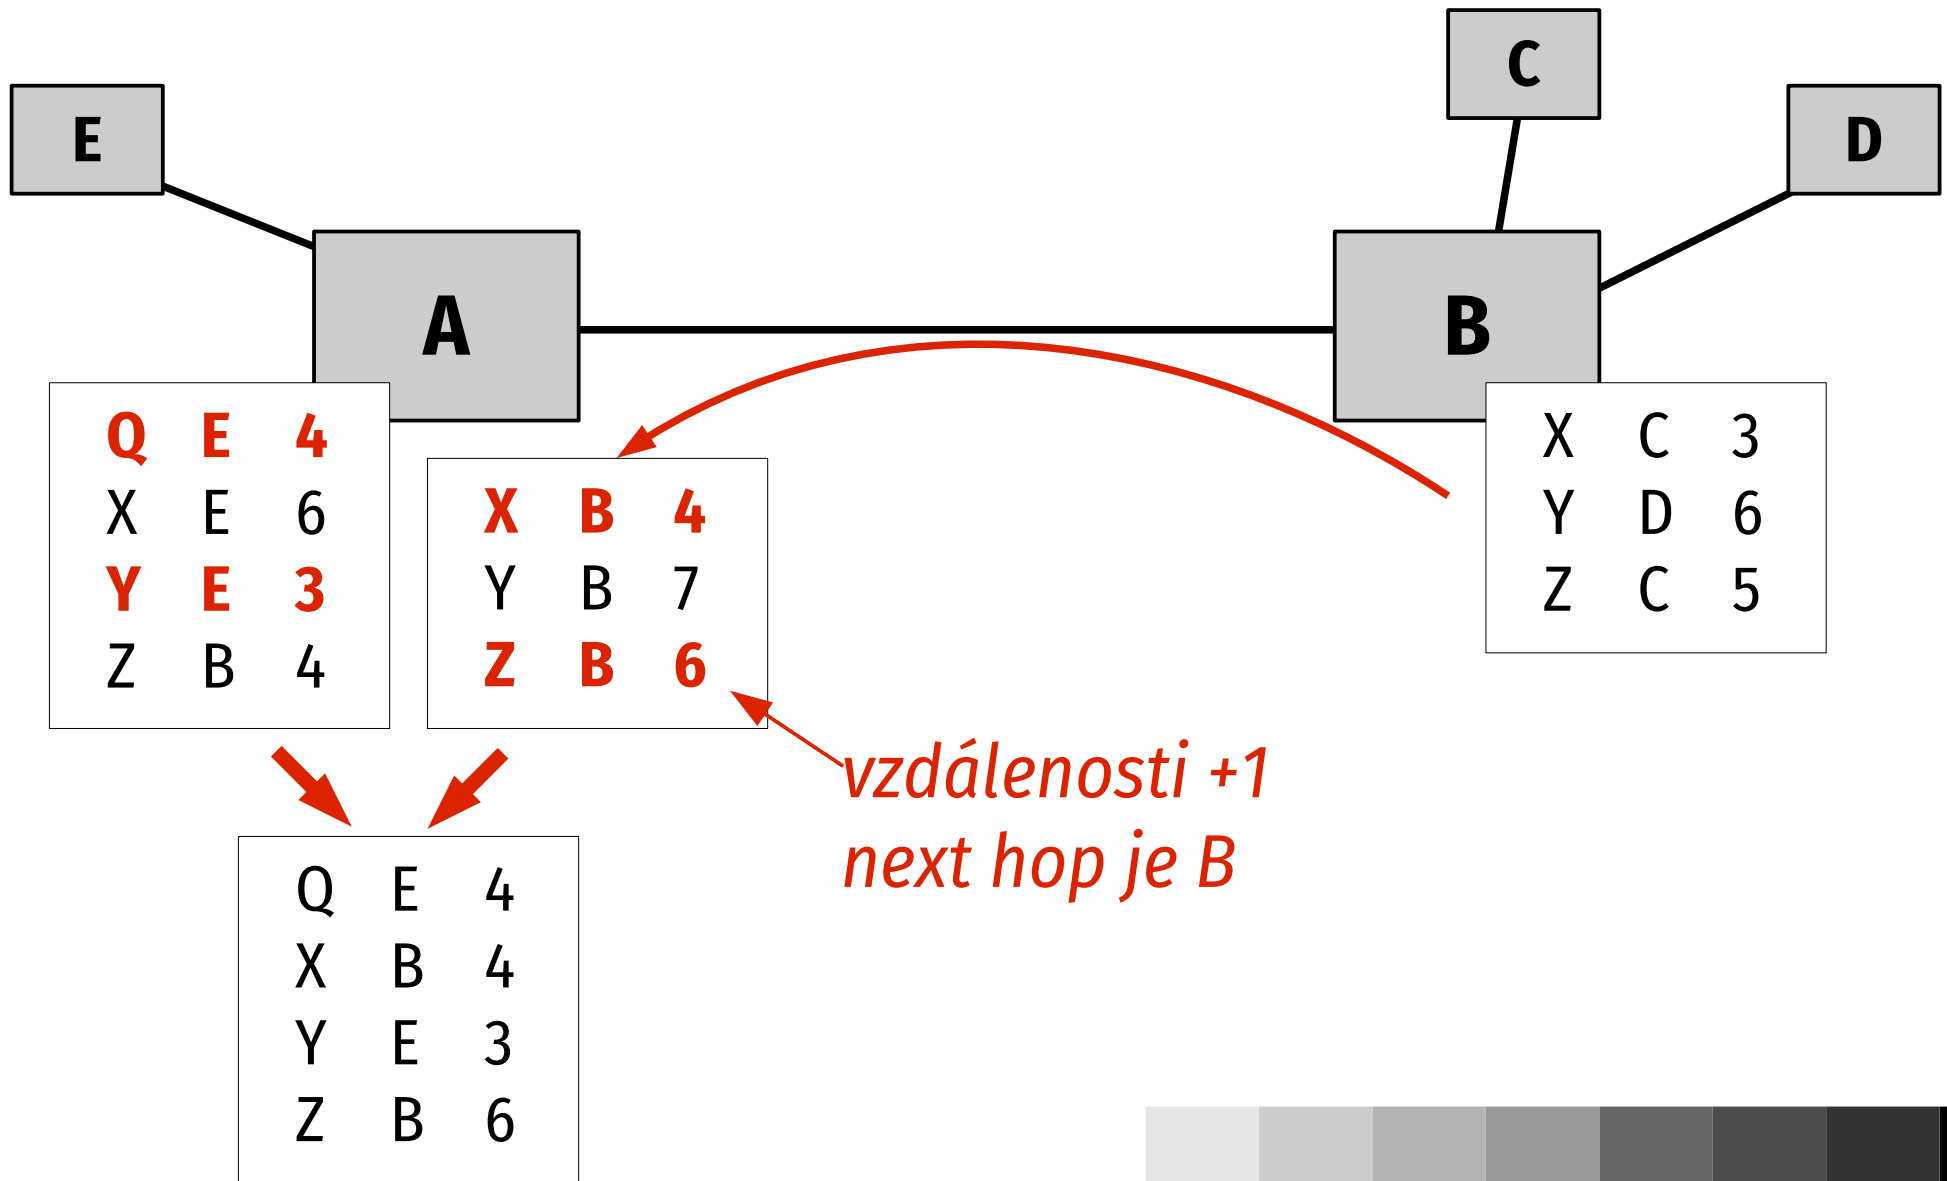 C
E
D
A
B
Q E 4
X E 6
Y E 3
Z B 4
X B 4
Y B 7
Z B 6
X C 3
Y D 6
Z C 5
vzdálenosti +1
next hop je B
Q E 4
X B 4
Y E 3
Z B 6